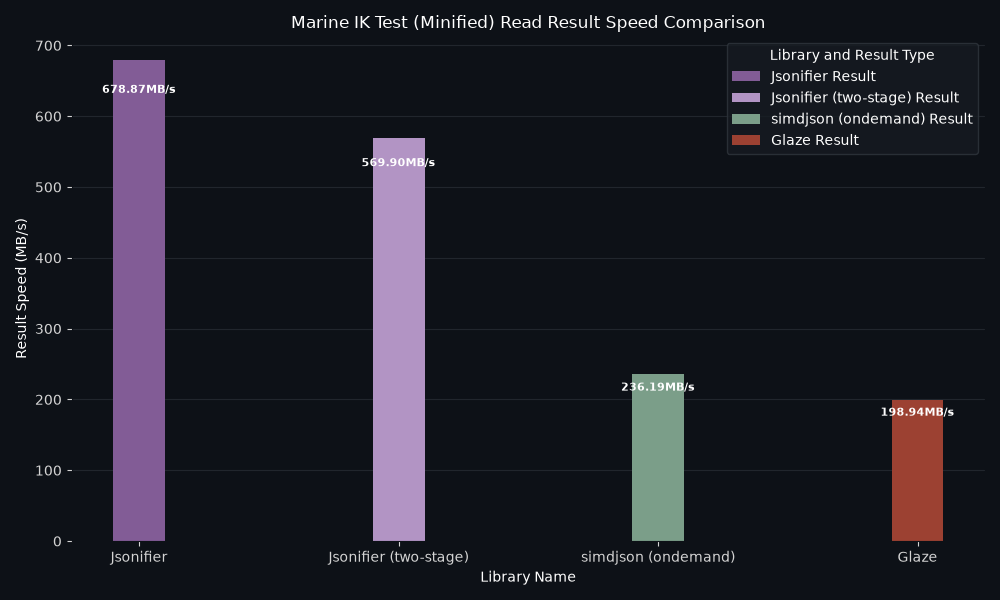 Marine IK Test (Minified) Read Result Speed Comparison
Library and Result Type
Jsonifier Result
Jsonifier (two-stage) Result
simdjson (ondemand) Result
Glaze Result
Result Speed (MB/s)
700
600
500
400
300
200
100
0
678.87MB/s
569.90MB/s
236.19MB/s
198.94MB/s
Jsonifier
Jsonifier (two-stage)
simdjson (ondemand)
Glaze
Library Name